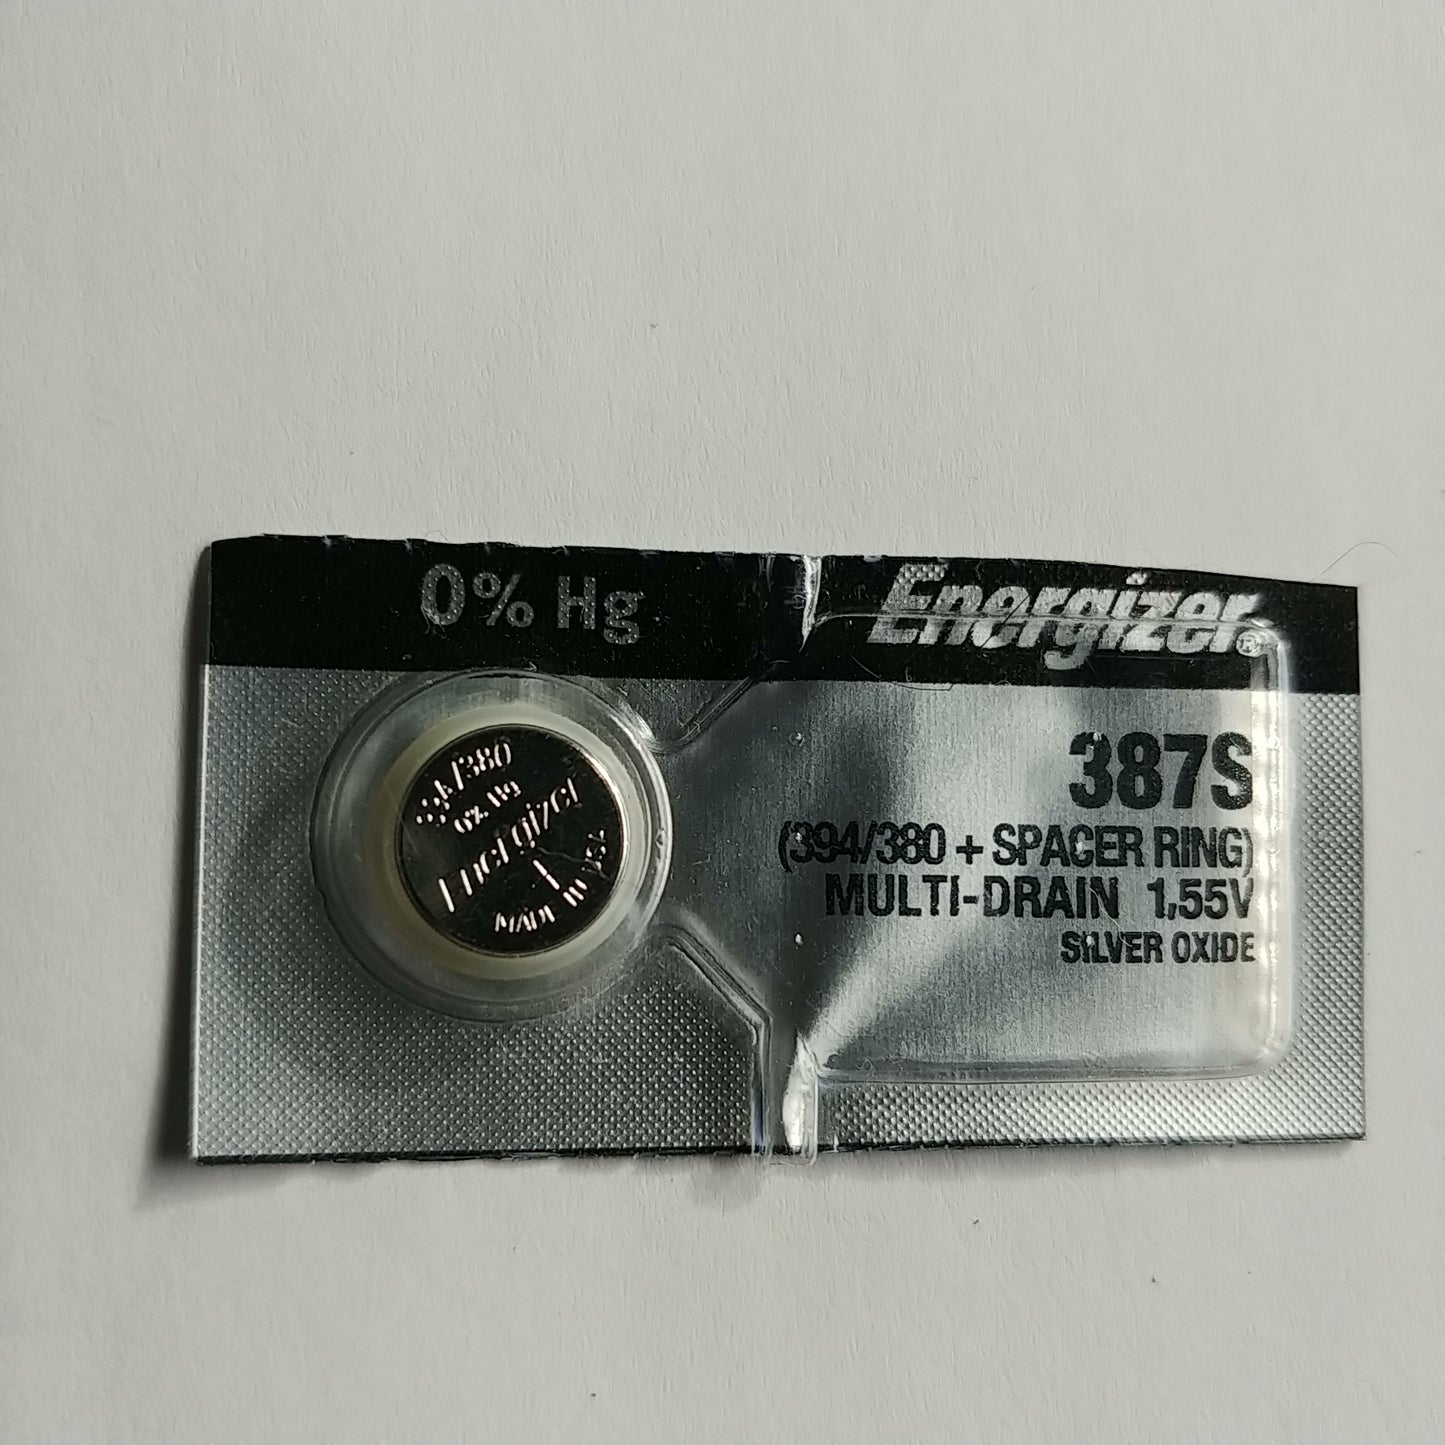 0% Hg
Energizer®
387S
(394/380 + SPACER RING)
MULTI-DRAIN 1.55V
SILVER OXIDE
394/380
0% Hg
Energizer
MADE IN USA